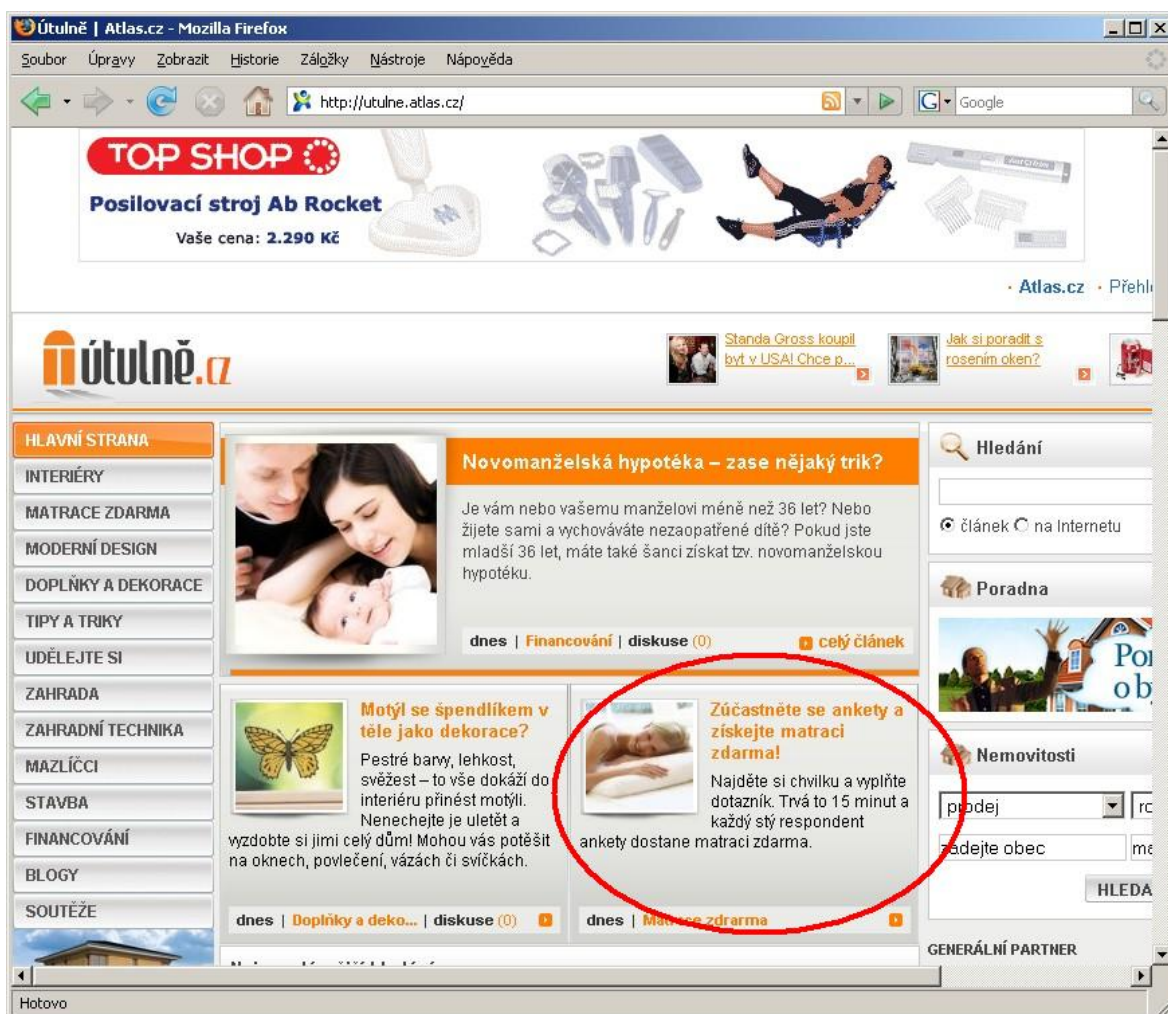 Útulně | Atlas.cz - Mozilla Firefox
Soubor Úpravy Zobrazit Historie Záložky Nástroje Nápověda
http://utulne.atlas.cz/
G Google
TOP SHOP
Posilovací stroj Ab Rocket
Vaše cena: 2.290 Kč
· Atlas.cz · Přehl
útulně.cz
Standa Gross koupil
byt v USA! Chce p...
Jak si poradit s
rosením oken?
HLAVNÍ STRANA
INTERIÉRY
MATRACE ZDARMA
MODERNÍ DESIGN
DOPLŇKY A DEKORACE
TIPY A TRIKY
UDĚLEJTE SI
ZAHRADA
ZAHRADNÍ TECHNIKA
MAZLÍČCI
STAVBA
FINANCOVÁNÍ
BLOGY
SOUTĚŽE
Novomanželská hypotéka – zase nějaký trik?
Je vám nebo vašemu manželovi méně než 36 let? Nebo
žijete sami a vychováváte nezaopatřené dítě? Pokud jste
mladší 36 let, máte také šanci získat tzv. novomanželskou
hypotéku.
dnes | Financování | diskuse (0) celý článek
Motýl se špendlíkem v
těle jako dekorace?
Pestré barvy, lehkost,
svěžest – to vše dokáží do
interiéru přinést motýli.
Nenechejte je uletět a
vyzdobte si jimi celý dům! Mohou vás potěšit
na oknech, povlečení, vázách či svíčkách.
dnes | Doplňky a deko... | diskuse (0)
Zúčastněte se ankety a
získejte matraci
zdarma!
Najděte si chvilku a vyplňte
dotazník. Trvá to 15 minut a
každý stý respondent
ankety dostane matraci zdarma.
dnes | Matrace zdrarma
Hledání
článek na Internetu
Poradna
Po
o b
Nemovitosti
prodej ro
zadejte obec ma
HLEDA
GENERÁLNÍ PARTNER
Hotovo